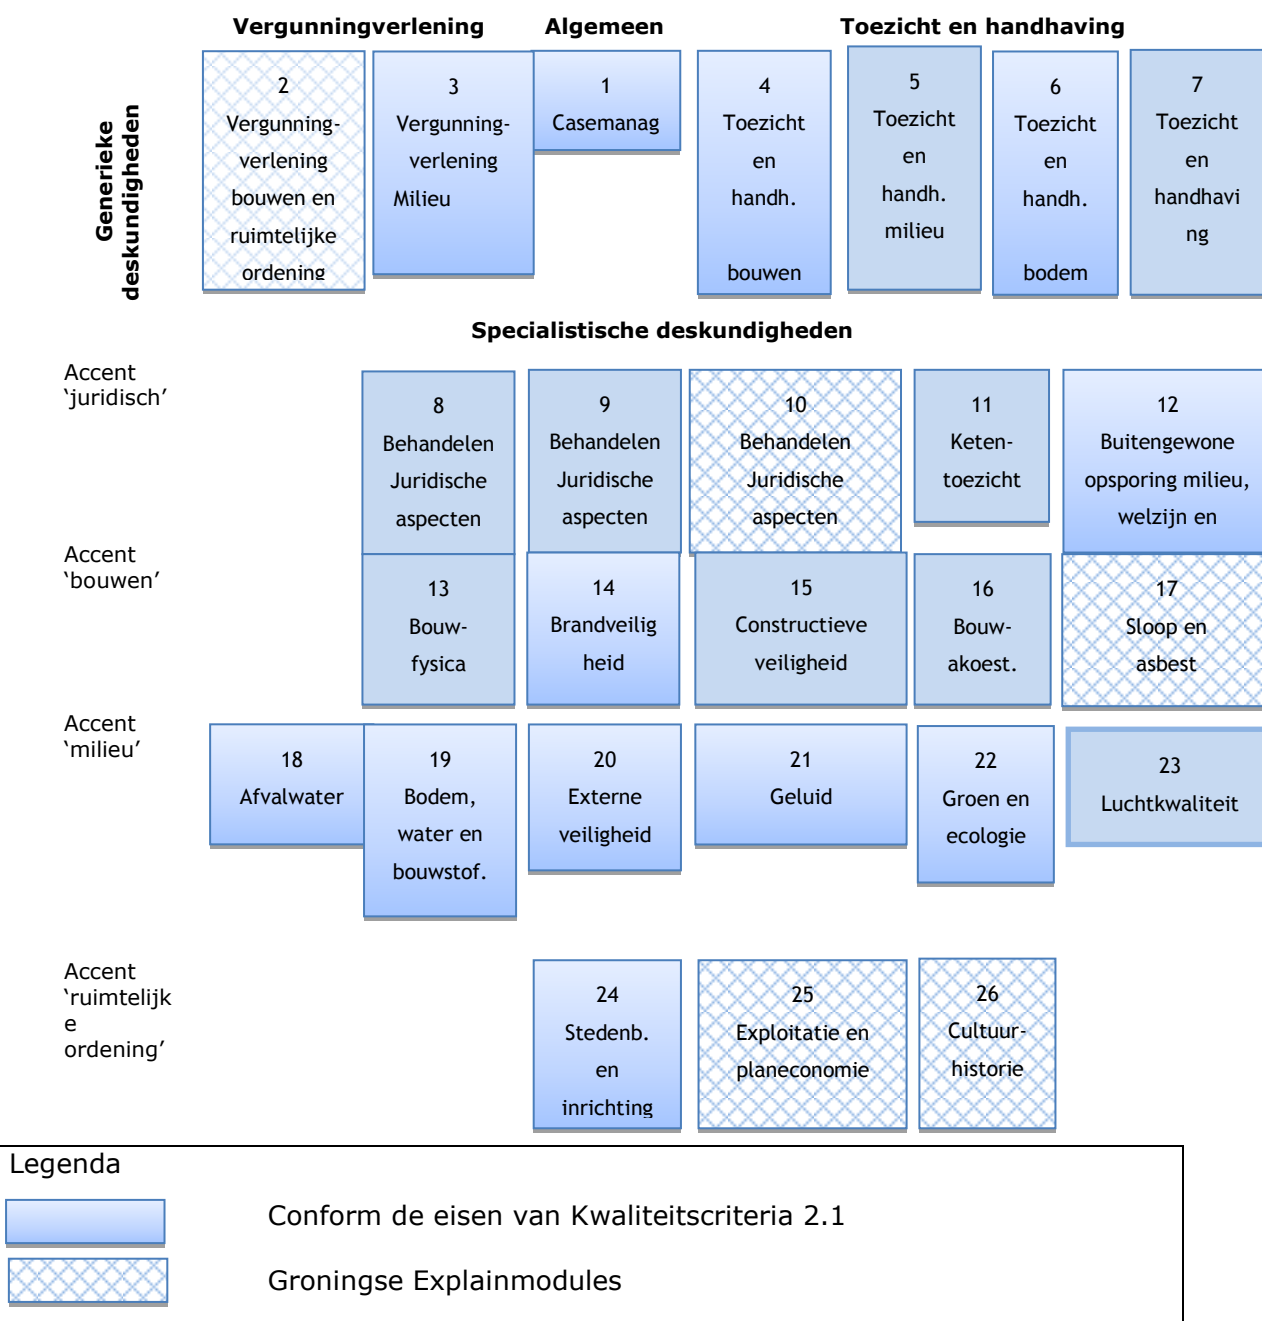 Vergunningverlening Algemeen Toezicht en handhaving
Generieke
deskundigheden
2
Vergunning-
verlening
bouwen en
ruimtelijke
ordening
3
Vergunning-
verlening
Milieu
1
Casemanag
4
Toezicht
en
handh.
bouwen
5
Toezicht
en
handh.
milieu
6
Toezicht
en
handh.
bodem
7
Toezicht
en
handhavi
ng
Specialistische deskundigheden
Accent
‘juridisch’
8
Behandelen
Juridische
aspecten
9
Behandelen
Juridische
aspecten
10
Behandelen
Juridische
aspecten
11
Keten-
toezicht
12
Buitengewone
opsporing milieu,
welzijn en
Accent
‘bouwen’
13
Bouw-
fysica
14
Brandveilig
heid
15
Constructieve
veiligheid
16
Bouw-
akoest.
17
Sloop en
asbest
Accent
‘milieu’
18
Afvalwater
19
Bodem,
water en
bouwstof.
20
Externe
veiligheid
21
Geluid
22
Groen en
ecologie
23
Luchtkwaliteit
Accent
‘ruimtelijk
e
ordening’
24
Stedenb.
en
inrichting
25
Exploitatie en
planeconomie
26
Cultuur-
historie
Legenda
Conform de eisen van Kwaliteitscriteria 2.1
Groningse Explainmodules